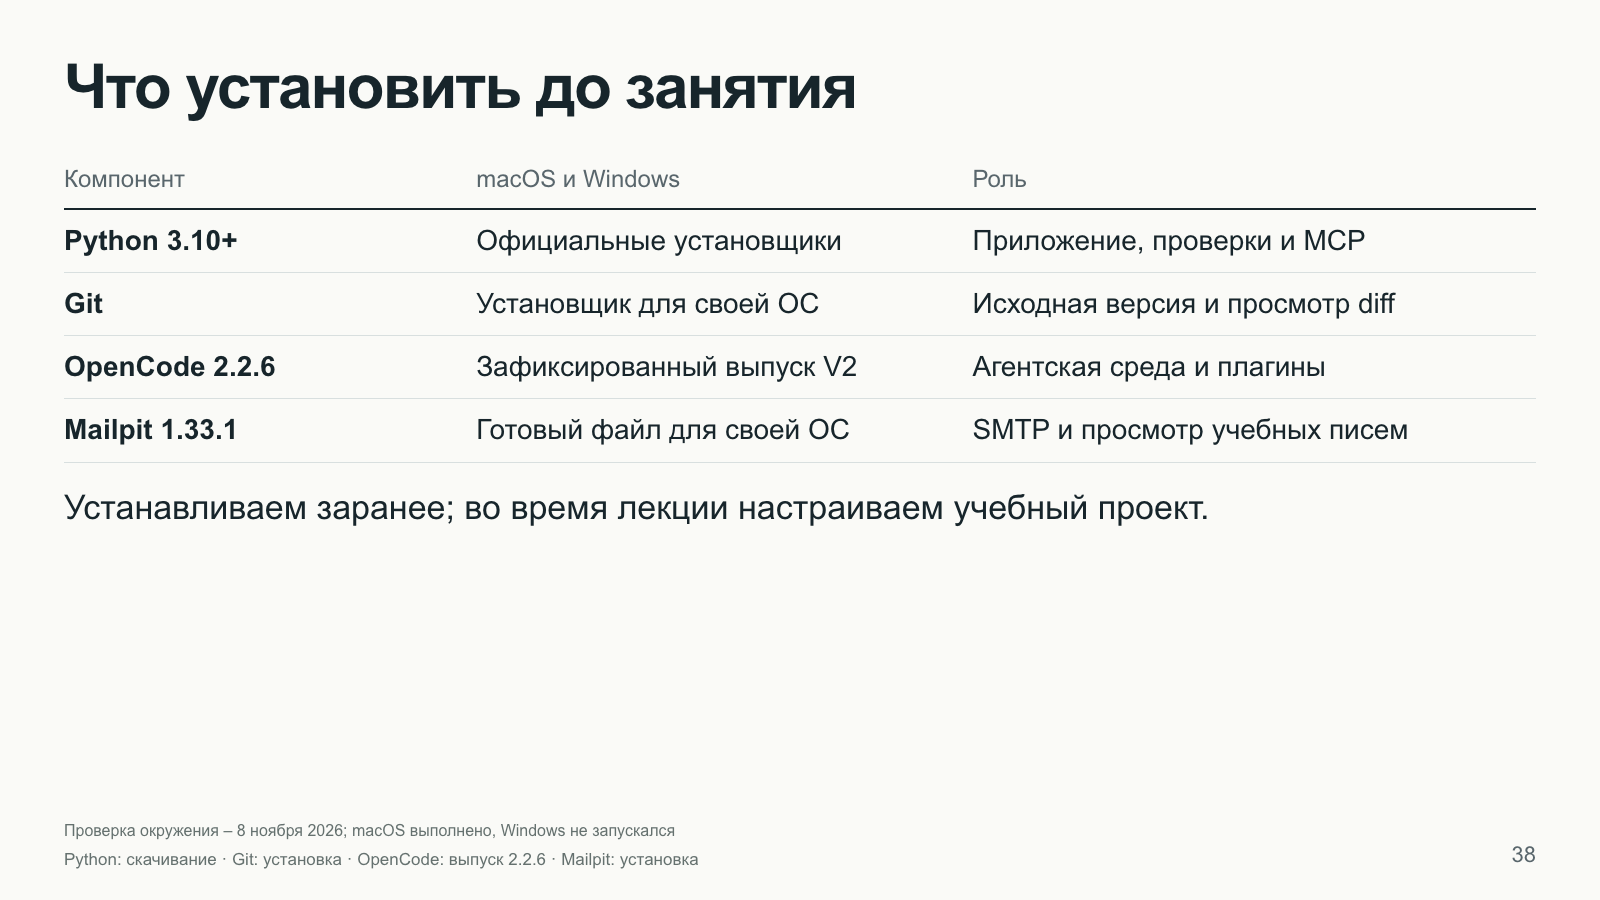 Что установить до занятия
Компонент macOS и Windows Роль
Python 3.10+ Официальные установщики Приложение, проверки и MCP
Git Установщик для своей ОС Исходная версия и просмотр diff
OpenCode 2.2.6 Зафиксированный выпуск V2 Агентская среда и плагины
Mailpit 1.33.1 Готовый файл для своей ОС SMTP и просмотр учебных писем
Устанавливаем заранее; во время лекции настраиваем учебный проект.
Проверка окружения – 8 ноября 2026; macOS выполнено, Windows не запускался
Python: скачивание · Git: установка · OpenCode: выпуск 2.2.6 · Mailpit: установка
38